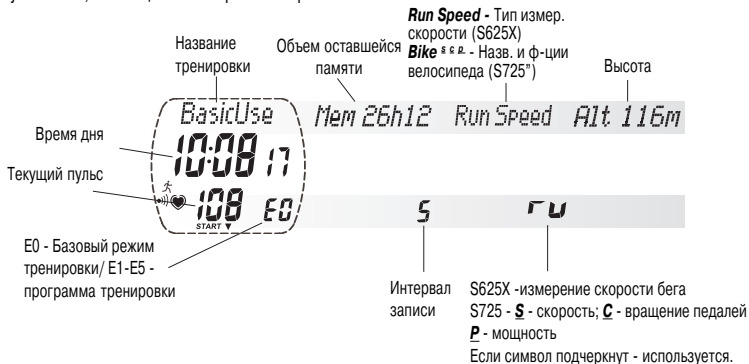 Run Speed - Тип измер.
скорости (S625X)
Bike s c p - Назв. и ф-ции
велосипеда (S725")
Название
тренировки
Объем оставшейся
памяти
Высота
BasicUse Mem 26h12 Run Speed Alt 116m
Время дня
10:08 17
Текущий пульс
108 E0 5 ru
START ▼
E0 - Базовый режим
тренировки/ E1-E5 -
программа тренировки
Интервал
записи
S625X -измерение скорости бега
S725 - S - скорость; C - вращение педалей
P - мощность
Если символ подчеркнут - используется.